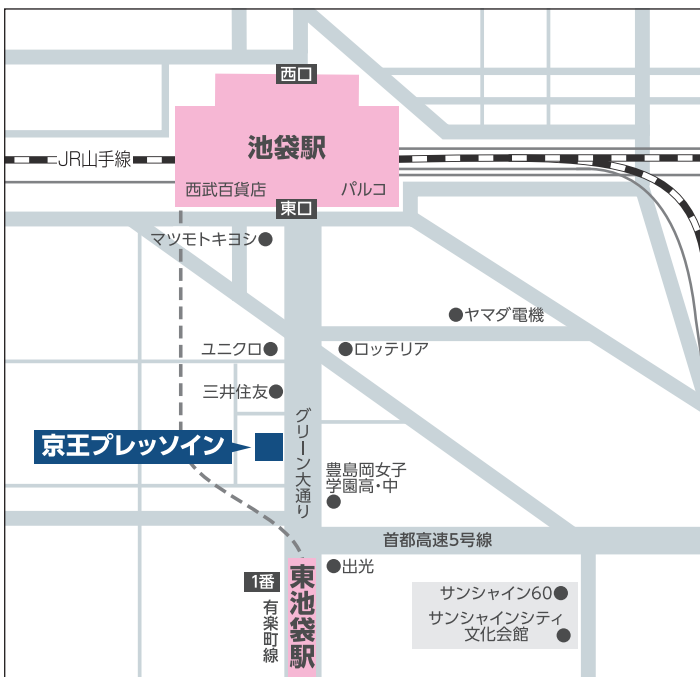 西口
池袋駅
JR山手線
西武百貨店
パルコ
東口
マツモトキヨシ
ヤマダ電機
ユニクロ
ロッテリア
三井住友
グリーン大通り
京王プレッソイン
豊島岡女子
学園高・中
首都高速5号線
出光
1番
東池袋駅
有楽町線
サンシャイン60
サンシャインシティ
文化会館